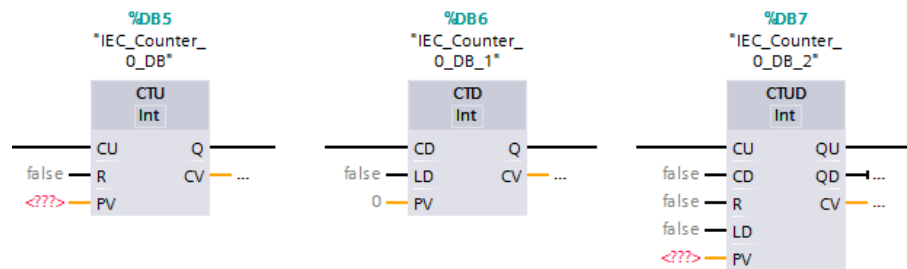 %DB5
"IEC_Counter_
0_DB"
CTU
Int
CU Q
false R CV ...
<???> PV
%DB6
"IEC_Counter_
0_DB_1"
CTD
Int
CD Q
false LD CV ...
0 PV
%DB7
"IEC_Counter_
0_DB_2"
CTUD
Int
CU QU
false CD QD ...
false R CV ...
false LD
<???> PV